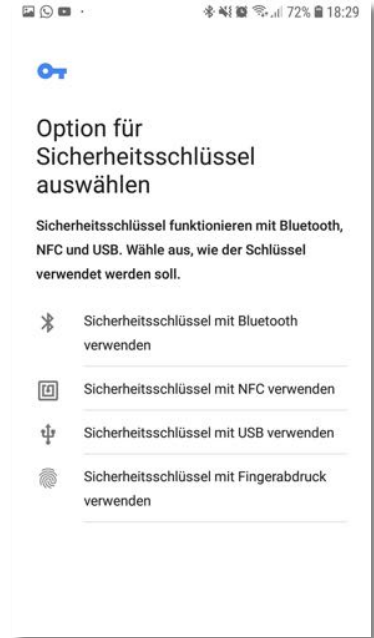 72% 18:29
Option für
Sicherheitsschlüssel
auswählen
Sicherheitsschlüssel funktionieren mit Bluetooth,
NFC und USB. Wähle aus, wie der Schlüssel
verwendet werden soll.
Sicherheitsschlüssel mit Bluetooth
verwenden
Sicherheitsschlüssel mit NFC verwenden
Sicherheitsschlüssel mit USB verwenden
Sicherheitsschlüssel mit Fingerabdruck
verwenden